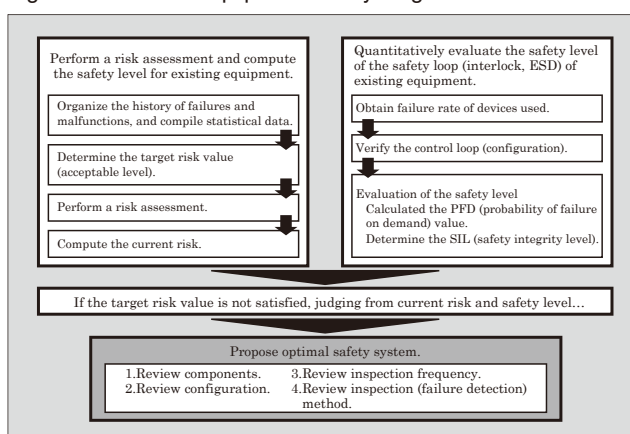 Perform a risk assessment and compute
the safety level for existing equipment.
Organize the history of failures and
malfunctions, and compile statistical data.
Determine the target risk value
(acceptable level).
Perform a risk assessment.
Compute the current risk.
Quantitatively evaluate the safety level
of the safety loop (interlock, ESD) of
existing equipment.
Obtain failure rate of devices used.
Verify the control loop (configuration).
Evaluation of the safety level
Calculated the PFD (probability of failure
on demand) value.
Determine the SIL (safety integrity level).
If the target risk value is not satisfied, judging from current risk and safety level…
Propose optimal safety system.
1.Review components.
2.Review configuration.
3.Review inspection frequency.
4.Review inspection (failure detection)
method.